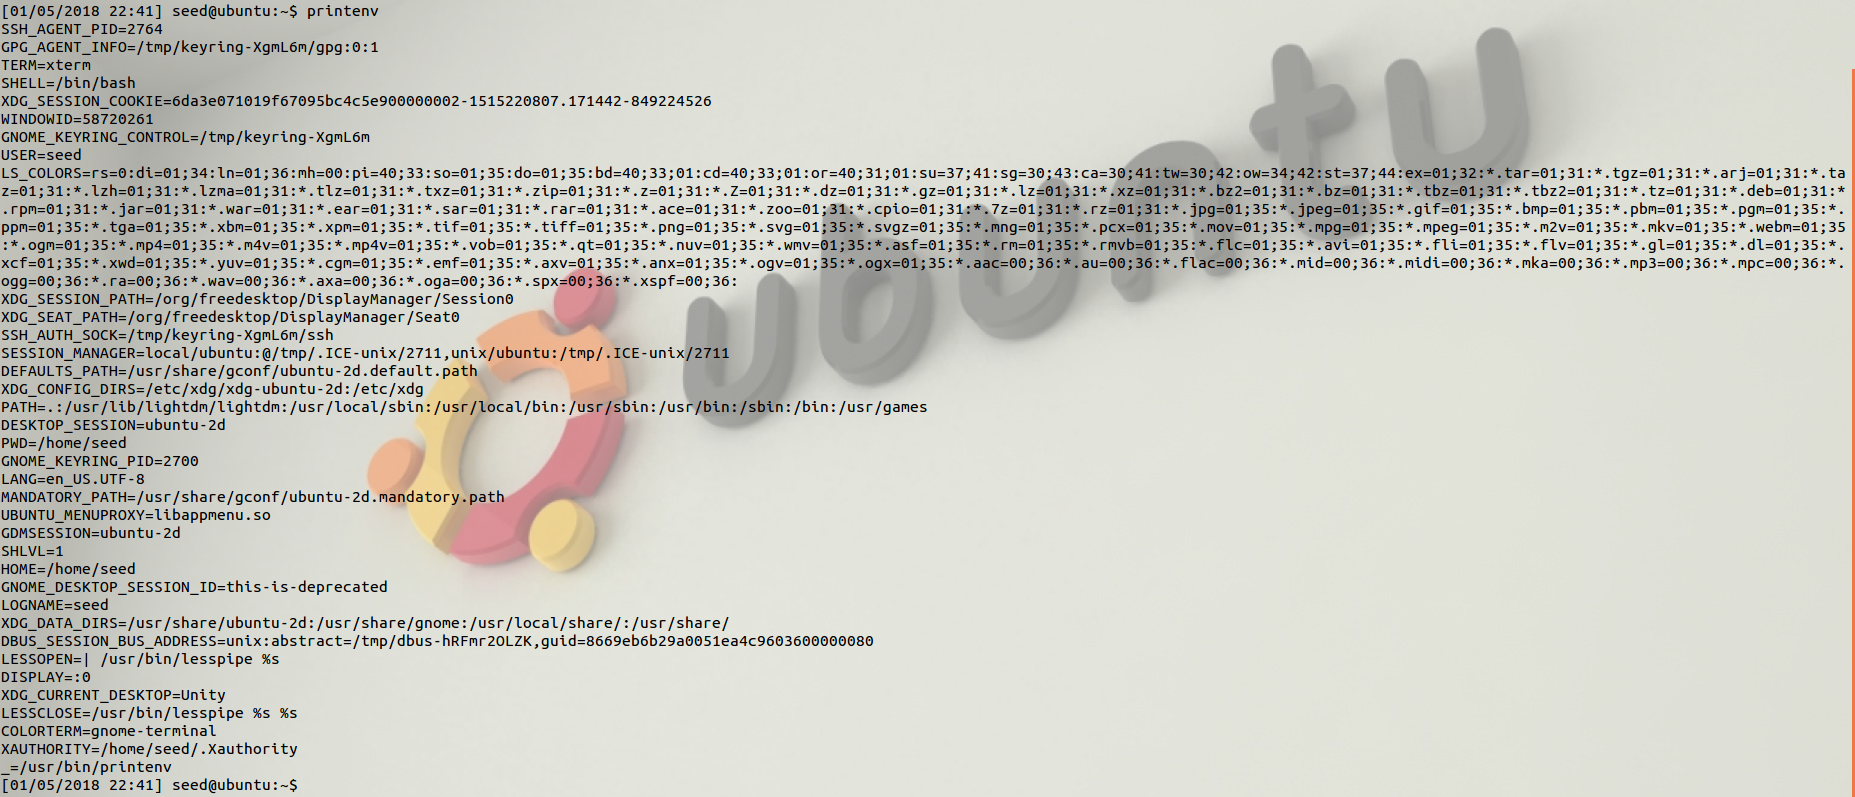 [01/05/2018 22:41] seed@ubuntu:~$ printenv
SSH_AGENT_PID=2764
GPG_AGENT_INFO=/tmp/keyring-XgmL6m/gpg:0:1
TERM=xterm
SHELL=/bin/bash
XDG_SESSION_COOKIE=6da3e071019f67095bc4c5e900000002-1515220807.171442-849224526
WINDOWID=58720261
GNOME_KEYRING_CONTROL=/tmp/keyring-XgmL6m
USER=seed
LS_COLORS=rs=0:di=01;34:ln=01;36:mh=00:pi=40;33:so=01;35:do=01;35:bd=40;33;01:cd=40;33;01:or=40;31;01:su=37;41:sg=30;43:ca=30;41:tw=30;42:ow=34;42:st=37;44:ex=01;32:*.tar=01;31:*.tgz=01;31:*.arj=01;31:*.ta
z=01;31:*.lzh=01;31:*.lzma=01;31:*.tlz=01;31:*.txz=01;31:*.zip=01;31:*.z=01;31:*.Z=01;31:*.dz=01;31:*.gz=01;31:*.lz=01;31:*.xz=01;31:*.bz2=01;31:*.bz=01;31:*.tbz=01;31:*.tbz2=01;31:*.tz=01;31:*.deb=01;31:*
.rpm=01;31:*.jar=01;31:*.war=01;31:*.ear=01;31:*.sar=01;31:*.rar=01;31:*.ace=01;31:*.zoo=01;31:*.cpio=01;31:*.7z=01;31:*.rz=01;31:*.jpg=01;35:*.jpeg=01;35:*.gif=01;35:*.bmp=01;35:*.pbm=01;35:*.pgm=01;35:*.
ppm=01;35:*.tga=01;35:*.xbm=01;35:*.xpm=01;35:*.tif=01;35:*.tiff=01;35:*.png=01;35:*.svg=01;35:*.svgz=01;35:*.mng=01;35:*.pcx=01;35:*.mov=01;35:*.mpg=01;35:*.mpeg=01;35:*.m2v=01;35:*.mkv=01;35:*.webm=01;35
:*.ogm=01;35:*.mp4=01;35:*.m4v=01;35:*.mp4v=01;35:*.vob=01;35:*.qt=01;35:*.nuv=01;35:*.wmv=01;35:*.asf=01;35:*.rm=01;35:*.rmvb=01;35:*.flc=01;35:*.avi=01;35:*.fli=01;35:*.flv=01;35:*.gl=01;35:*.dl=01;35:*.
xcf=01;35:*.xwd=01;35:*.yuv=01;35:*.cgm=01;35:*.emf=01;35:*.axv=01;35:*.anx=01;35:*.ogv=01;35:*.ogx=01;35:*.aac=00;36:*.au=00;36:*.flac=00;36:*.mid=00;36:*.midi=00;36:*.mka=00;36:*.mp3=00;36:*.mpc=00;36:*.
ogg=00;36:*.ra=00;36:*.wav=00;36:*.axa=00;36:*.oga=00;36:*.spx=00;36:*.xspf=00;36:
XDG_SESSION_PATH=/org/freedesktop/DisplayManager/Session0
XDG_SEAT_PATH=/org/freedesktop/DisplayManager/Seat0
SSH_AUTH_SOCK=/tmp/keyring-XgmL6m/ssh
SESSION_MANAGER=local/ubuntu:@/tmp/.ICE-unix/2711,unix/ubuntu:/tmp/.ICE-unix/2711
DEFAULTS_PATH=/usr/share/gconf/ubuntu-2d.default.path
XDG_CONFIG_DIRS=/etc/xdg/xdg-ubuntu-2d:/etc/xdg
PATH=.:/usr/lib/lightdm/lightdm:/usr/local/sbin:/usr/local/bin:/usr/sbin:/usr/bin:/sbin:/bin:/usr/games
DESKTOP_SESSION=ubuntu-2d
PWD=/home/seed
GNOME_KEYRING_PID=2700
LANG=en_US.UTF-8
MANDATORY_PATH=/usr/share/gconf/ubuntu-2d.mandatory.path
UBUNTU_MENUPROXY=libappmenu.so
GDMSESSION=ubuntu-2d
SHLVL=1
HOME=/home/seed
GNOME_DESKTOP_SESSION_ID=this-is-deprecated
LOGNAME=seed
XDG_DATA_DIRS=/usr/share/ubuntu-2d:/usr/share/gnome:/usr/local/share/:/usr/share/
DBUS_SESSION_BUS_ADDRESS=unix:abstract=/tmp/dbus-hRFmr2OLZK,guid=8669eb6b29a0051ea4c9603600000080
LESSOPEN=| /usr/bin/lesspipe %s
DISPLAY=:0
XDG_CURRENT_DESKTOP=Unity
LESSCLOSE=/usr/bin/lesspipe %s %s
COLORTERM=gnome-terminal
XAUTHORITY=/home/seed/.Xauthority
_=/usr/bin/printenv
[01/05/2018 22:41] seed@ubuntu:~$
ubuntu